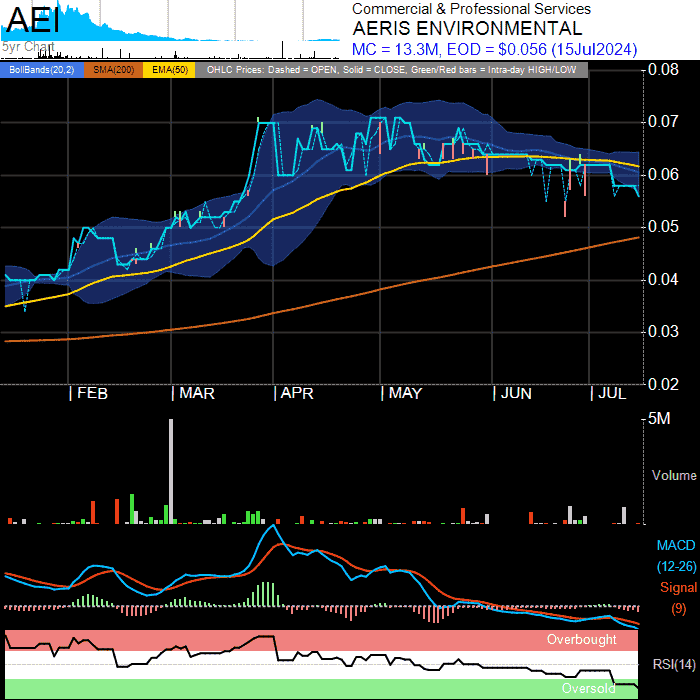 AEI
5yr Chart
Commercial & Professional Services
AERIS ENVIRONMENTAL
MC = 13.3M, EOD = $0.056 (15Jul2024)
BollBands(20,2) SMA(200) EMA(50) OHLC Prices: Dashed = OPEN, Solid = CLOSE, Green/Red bars = Intra-day HIGH/LOW
0.08
0.07
0.06
0.05
0.04
0.03
0.02
FEB MAR APR MAY JUN JUL
5M
Volume
MACD
(12-26)
Signal
(9)
Overbought
RSI(14)
Oversold